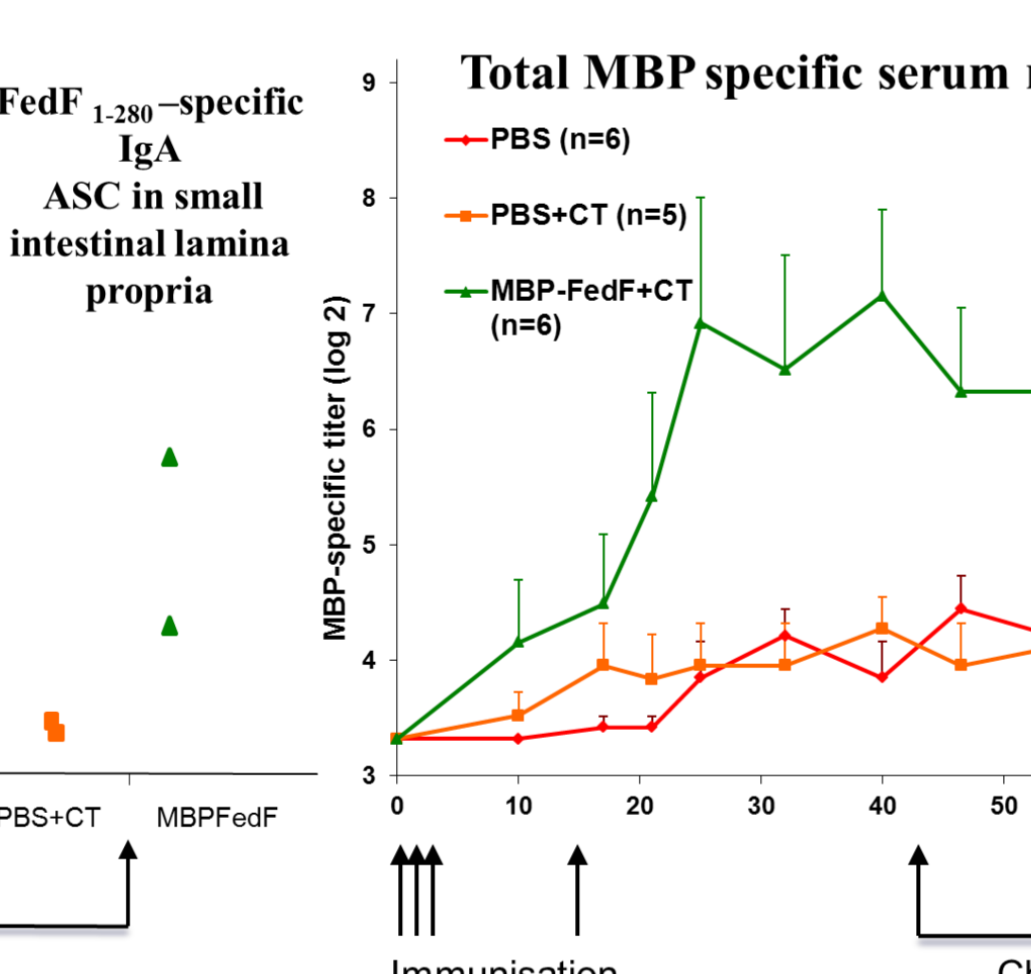 FedF 1-280 –specific
IgA
ASC in small
intestinal lamina
propria
PBS+CT
MBPFedF
Total MBP specific serum
PBS (n=6)
PBS+CT (n=5)
MBP-FedF+CT
(n=6)
MBP-specific titer (log 2)
9
8
7
6
5
4
3
0 10 20 30 40 50
Immunisation